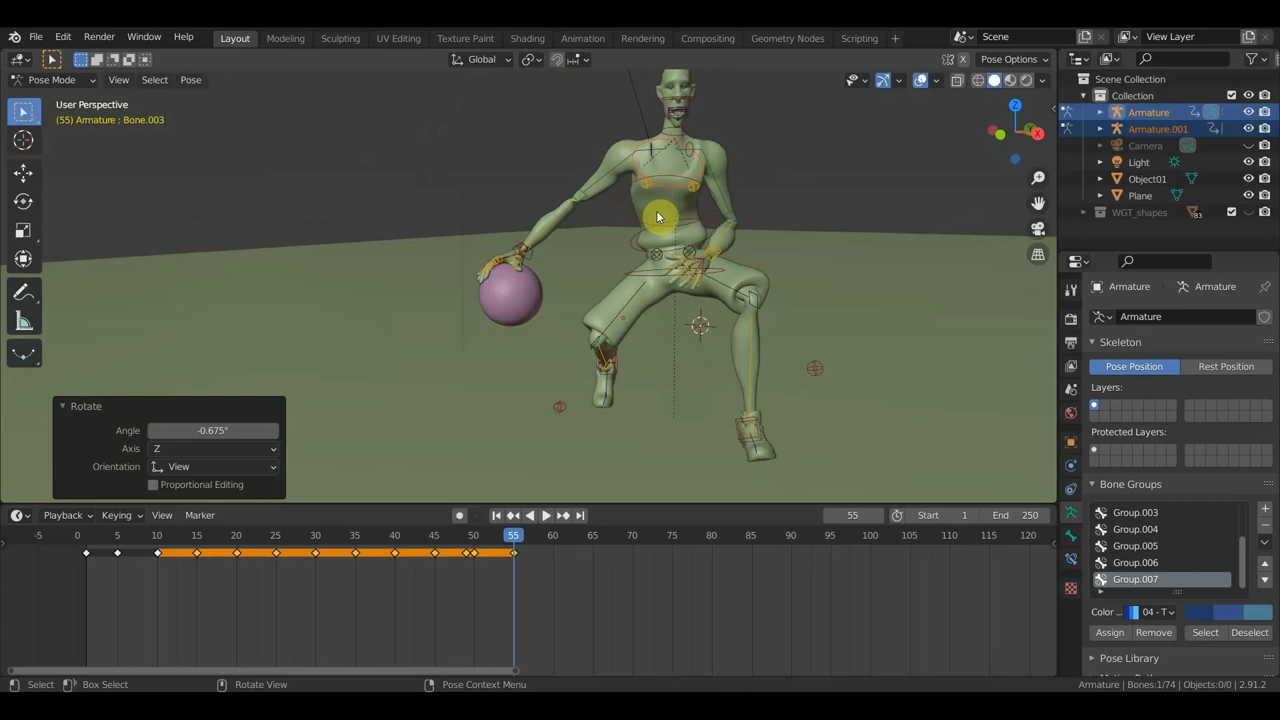 File Edit Render Window Help Layout Modeling Sculpting UV Editing Texture Paint Shading Animation Rendering Compositing Geometry Nodes Scripting + Scene View Layer
Global Pose Options
Pose Mode View Select Pose
User Perspective
(55) Armature : Bone.003
Z
X
Y
Rotate
Angle -0.675°
Axis Z
Orientation View
Proportional Editing
Scene Collection
Collection
Armature
Armature.001
Camera
Light
Object01
Plane
WGT_shapes 83
Armature Armature
Armature
Skeleton
Pose Position Rest Position
Layers:
Protected Layers:
Bone Groups
Group.003
Group.004
Group.005
Group.006
Group.007
Color ... 04 - T
Assign Remove Select Deselect
Pose Library
Playback Keying View Marker 55 Start 1 End 250
-5 0 5 10 15 20 25 30 35 40 45 50 55 60 65 70 75 80 85 90 95 100 105 110 115 120
Select Box Select Rotate View Pose Context Menu Armature | Bones:1/74 | Objects:0/0 | 2.91.2